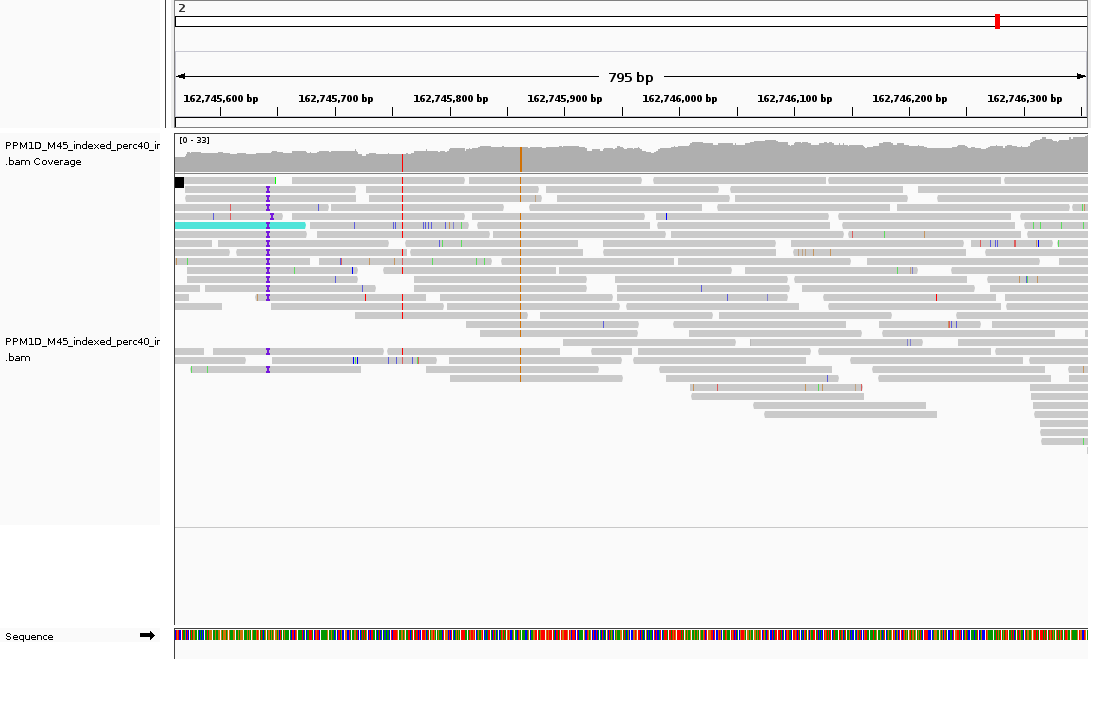 2
795 bp
162,745,600 bp 162,745,700 bp 162,745,800 bp 162,745,900 bp 162,746,000 bp 162,746,100 bp 162,746,200 bp 162,746,300 bp
[0 - 33]
PPM1D_M45_indexed_perc40_ir
.bam Coverage
PPM1D_M45_indexed_perc40_ir
.bam
Sequence